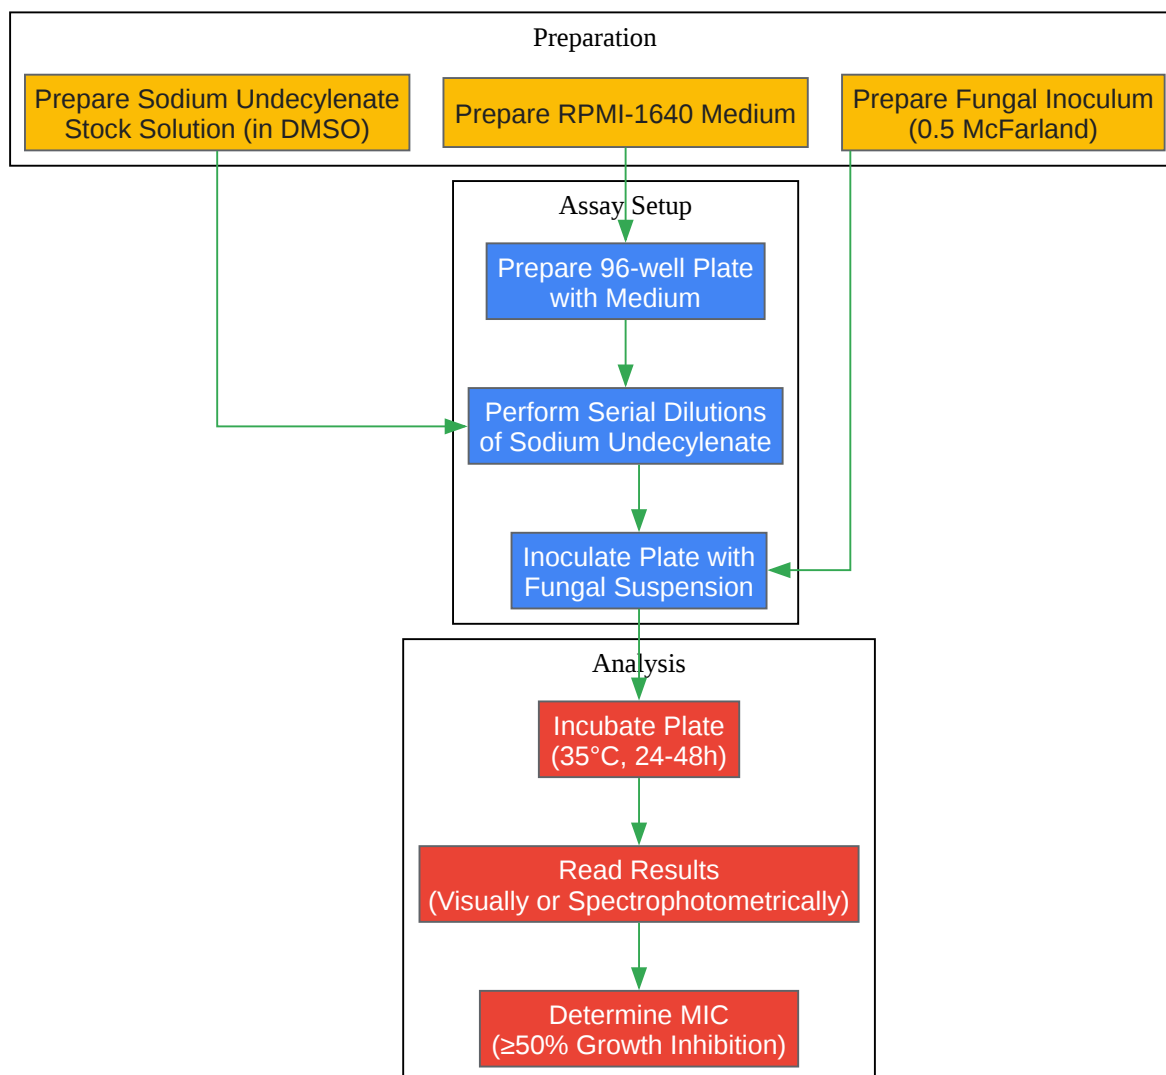 Preparation
Prepare Sodium Undecylenate
Stock Solution (in DMSO)
Prepare RPMI-1640 Medium
Prepare Fungal Inoculum
(0.5 McFarland)
Assay Setup
Prepare 96-well Plate
with Medium
Perform Serial Dilutions
of Sodium Undecylenate
Inoculate Plate with
Fungal Suspension
Analysis
Incubate Plate
(35°C, 24-48h)
Read Results
(Visually or Spectrophotometrically)
Determine MIC
(≥50% Growth Inhibition)